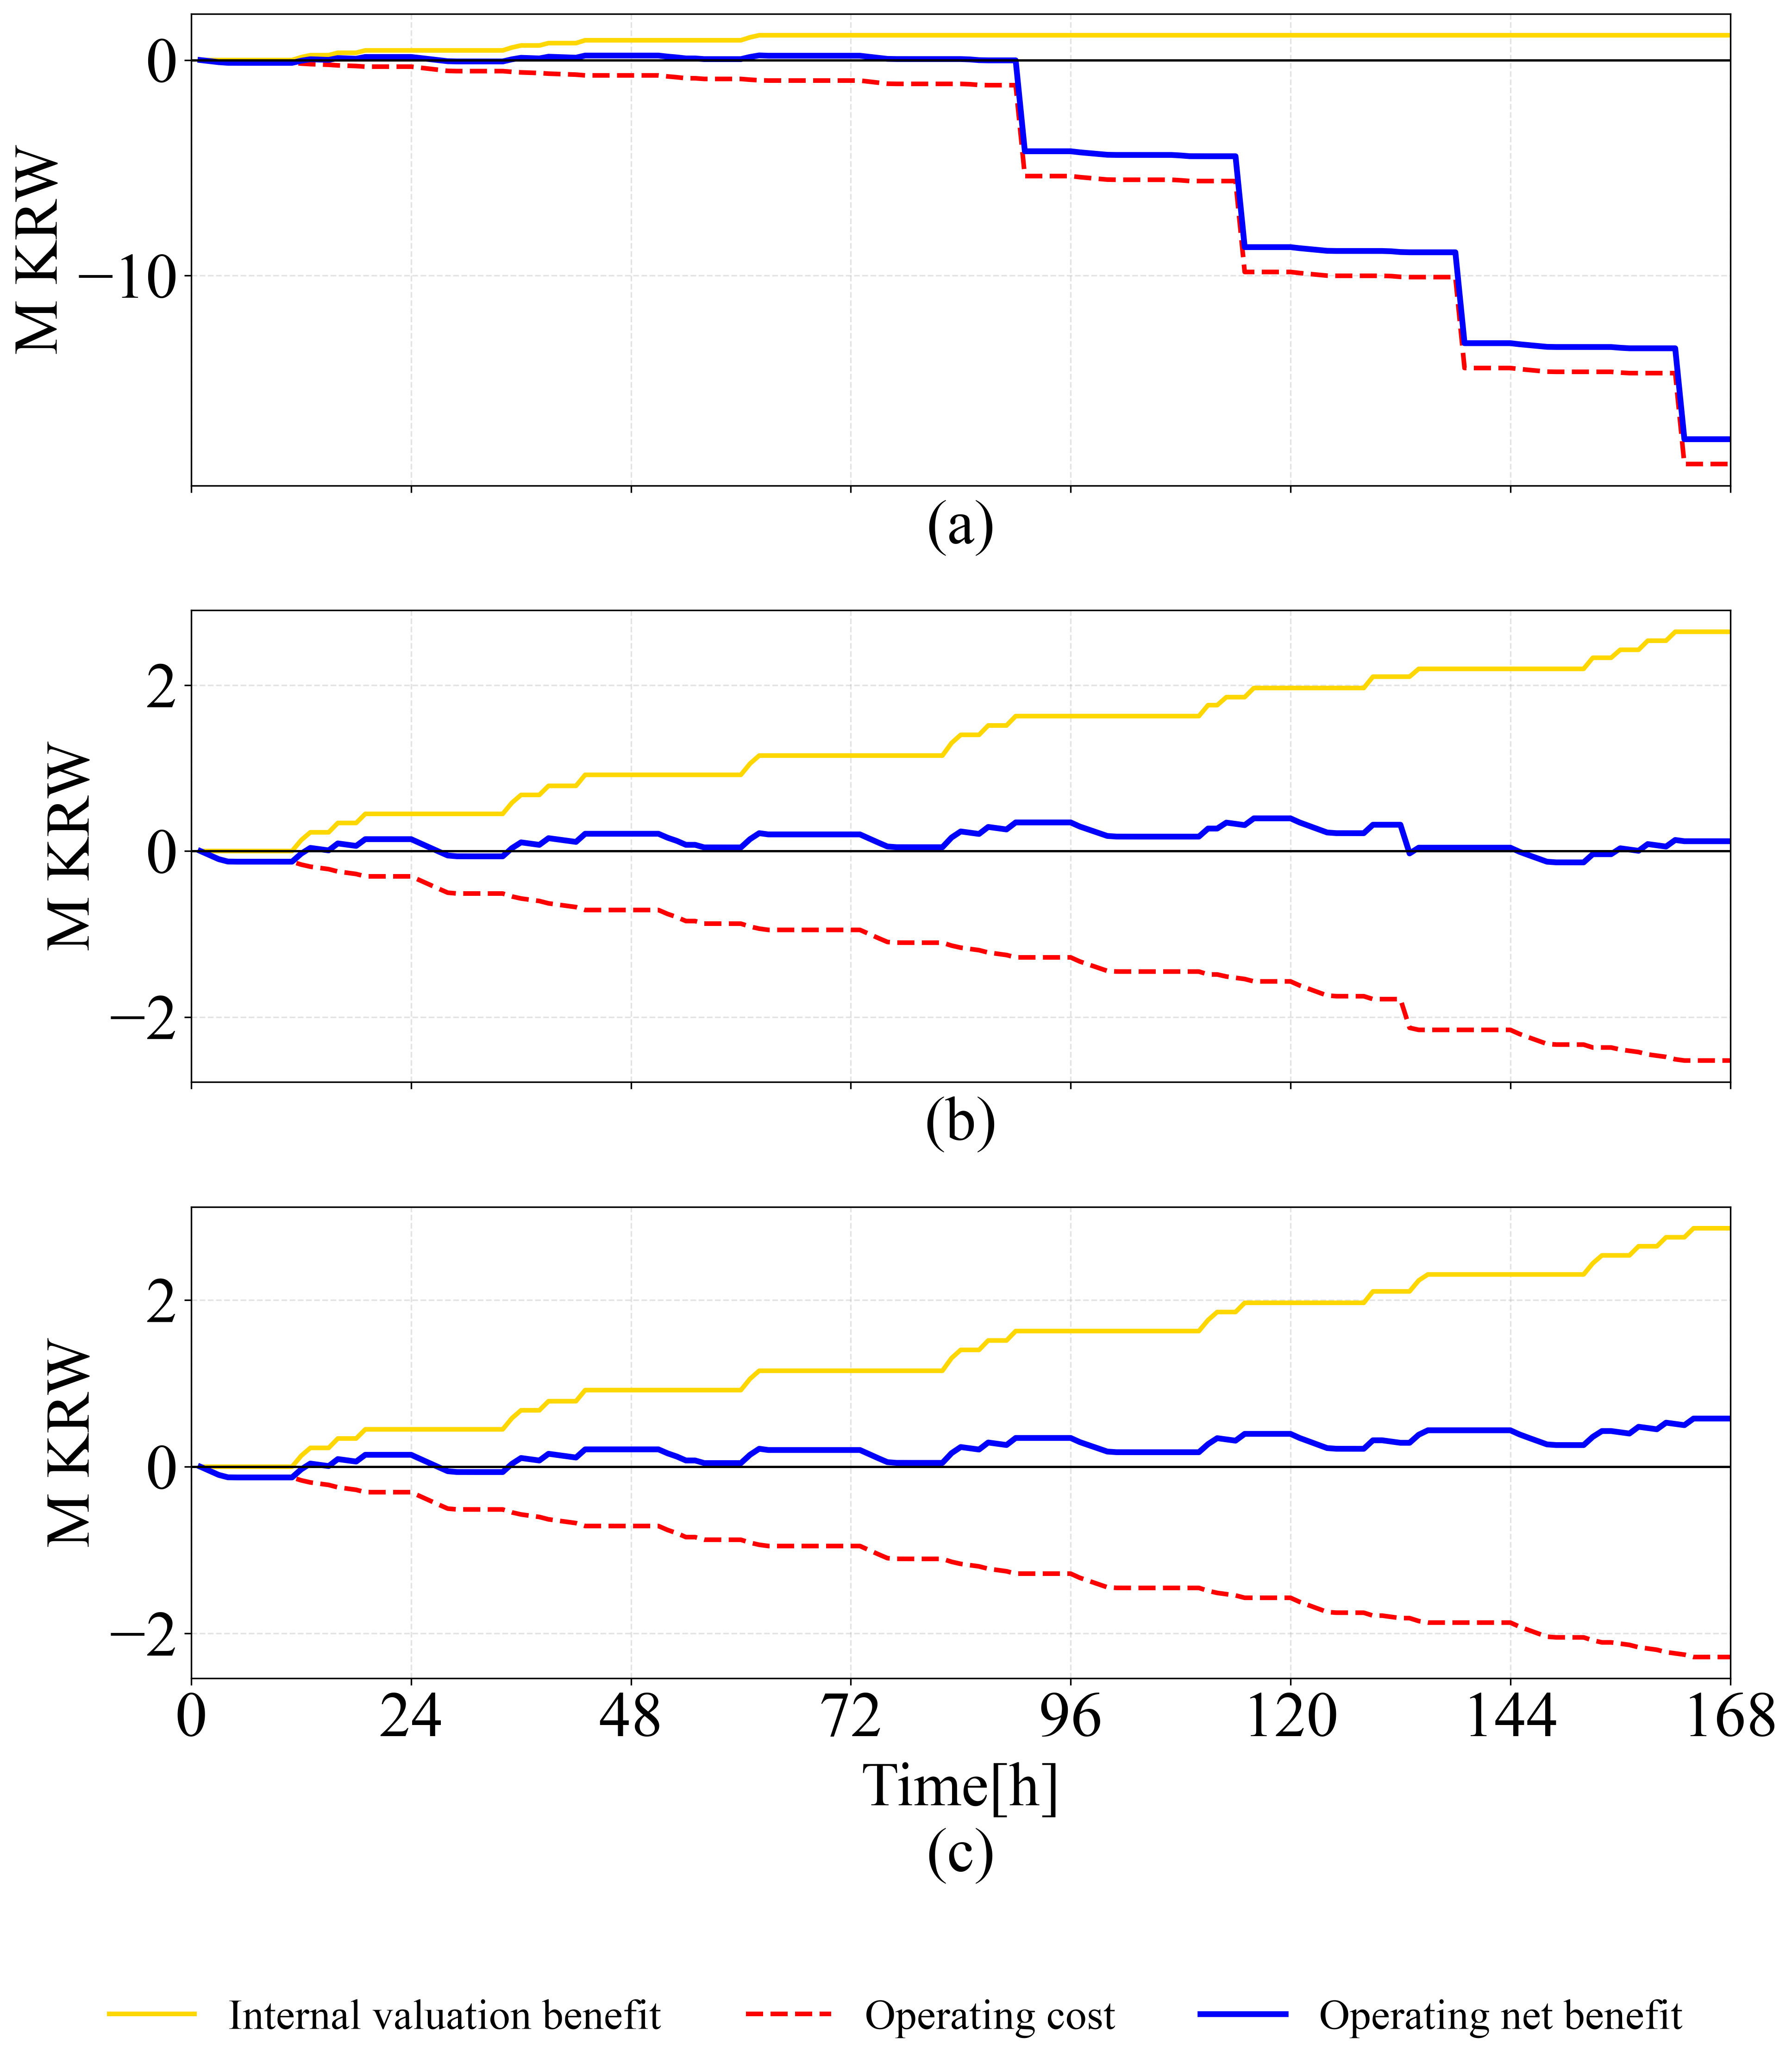 M KRW
0
−10
(a)
M KRW
2
0
−2
(b)
M KRW
2
0
−2
0 24 48 72 96 120 144 168
Time[h]
(c)
Internal valuation benefit Operating cost Operating net benefit